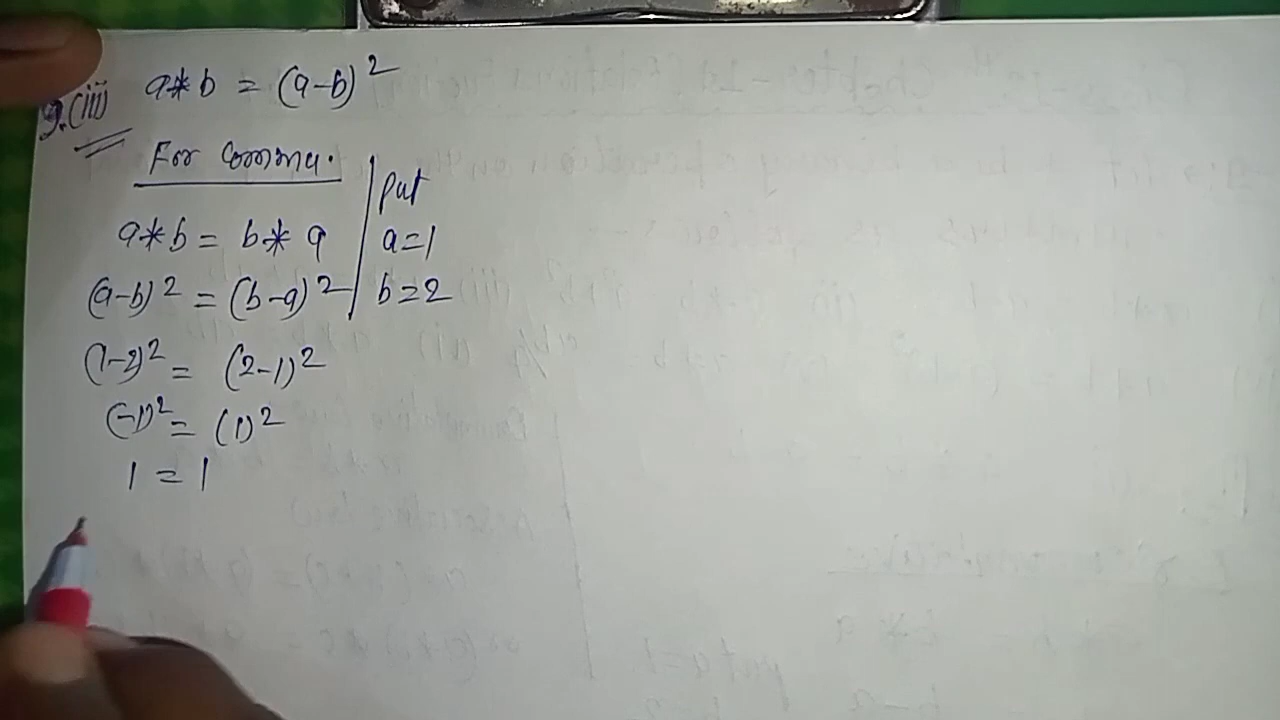 9.(iii) a*b = (a-b)²
For Comma.
a*b = b*a
(a-b)² = (b-a)²
(1-2)² = (2-1)²
(-1)² = (1)²
1 = 1
Put
a=1
b=2